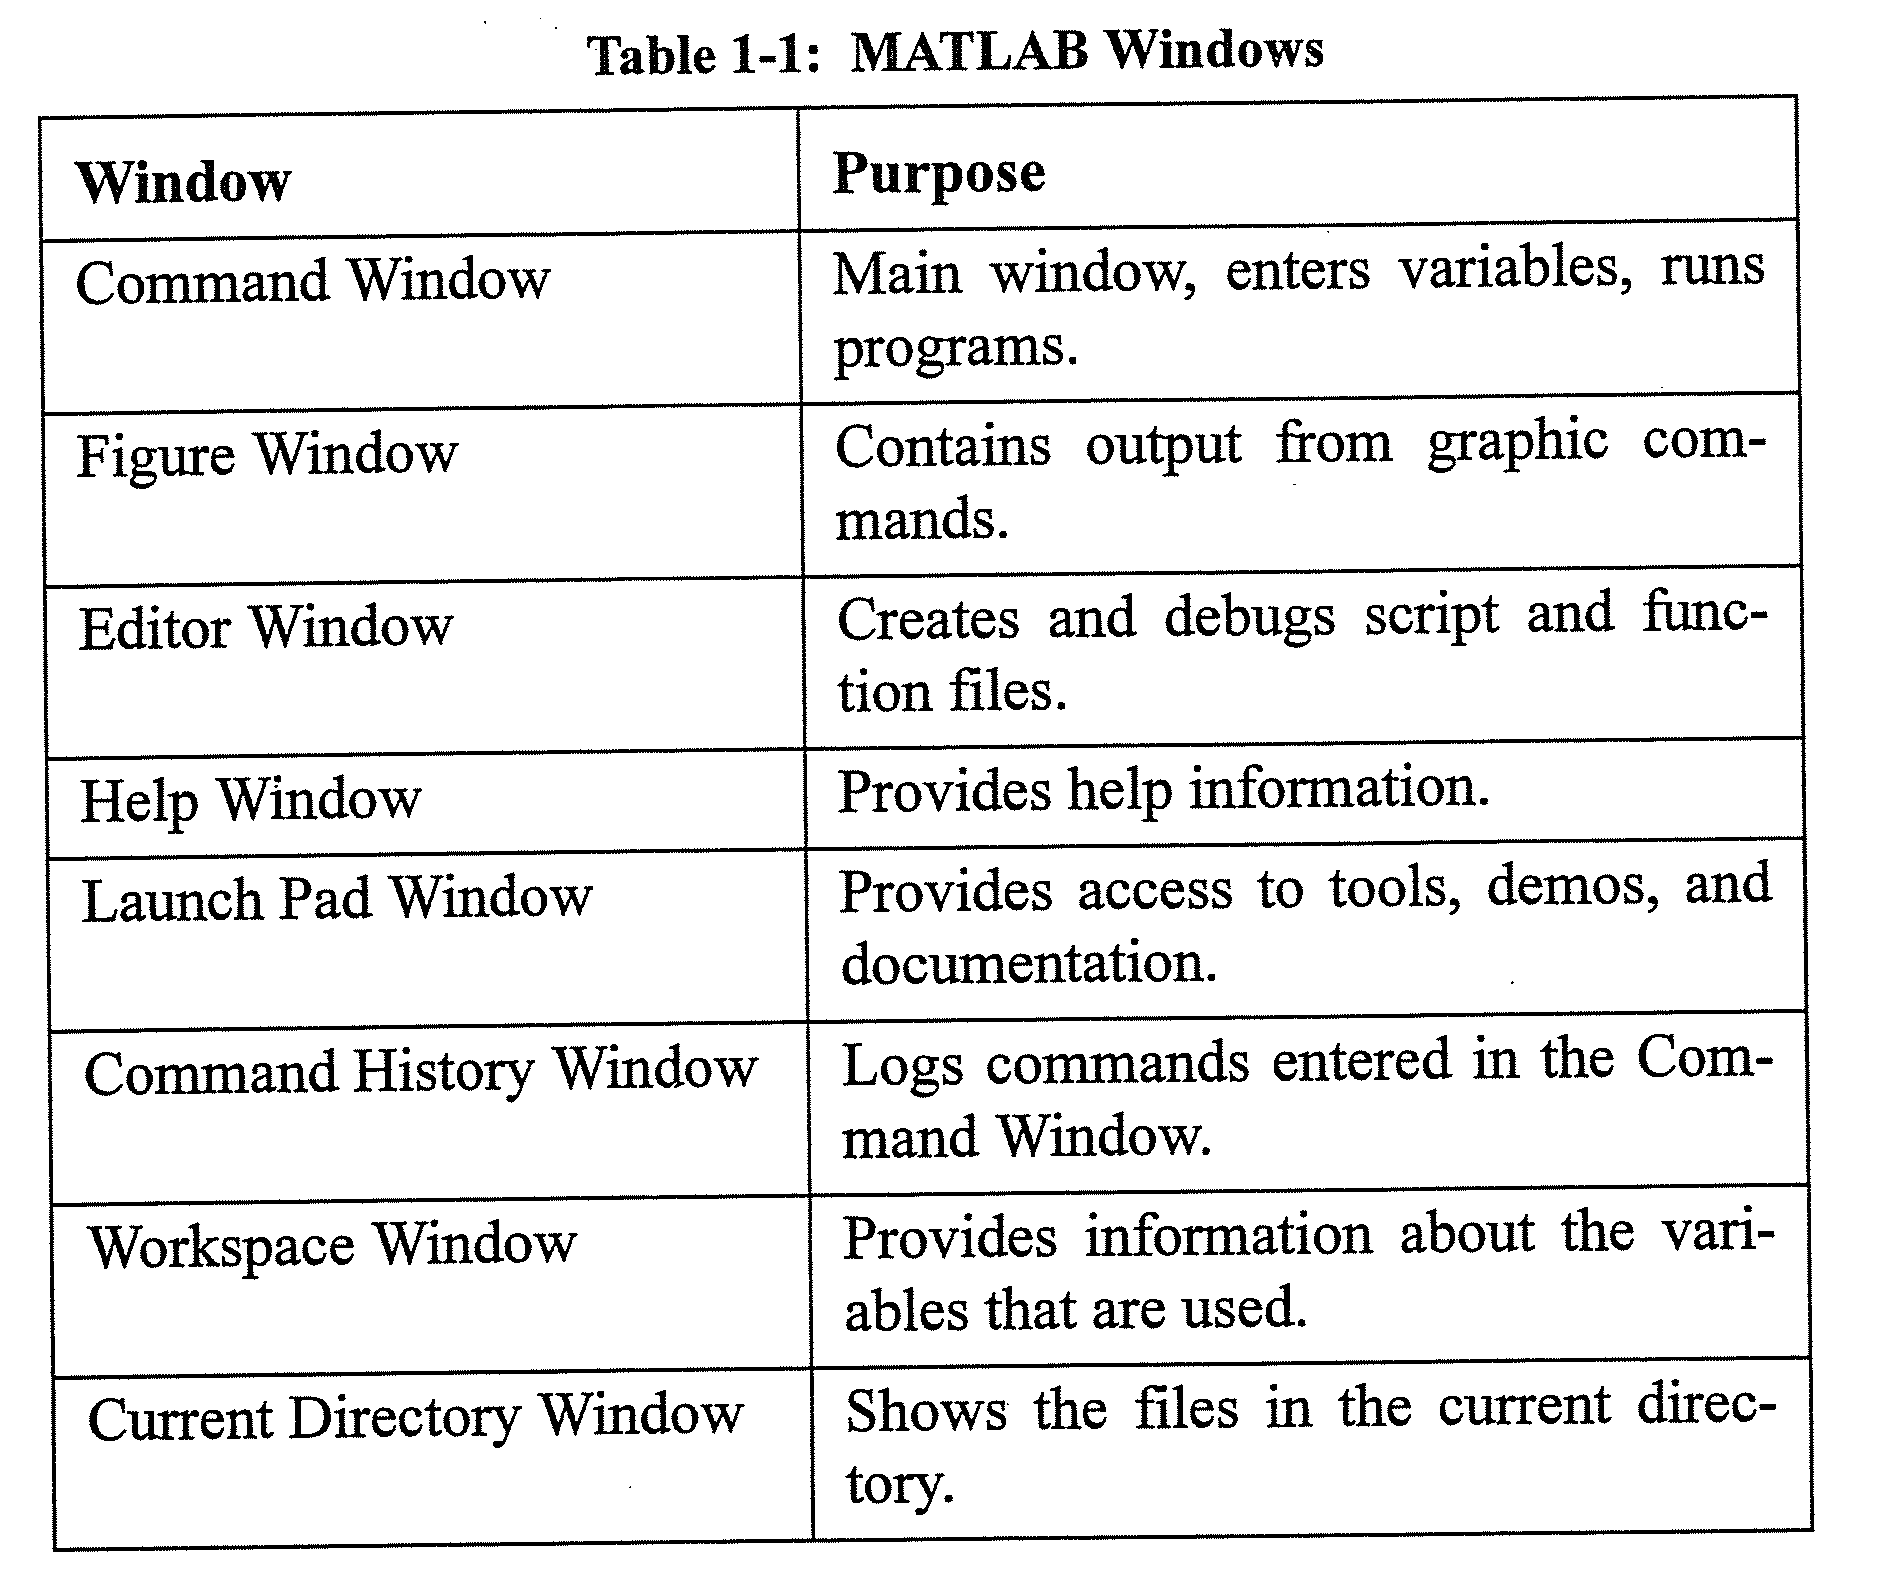 Table 1-1: MATLAB Windows
Window
Purpose
Command Window
Main window, enters variables, runs
programs.
Figure Window
Contains output from graphic com-
mands.
Editor Window
Creates and debugs script and func-
tion files.
Help Window
Provides help information.
Launch Pad Window
Provides access to tools, demos, and
documentation.
Command History Window
Logs commands entered in the Com-
mand Window.
Workspace Window
Provides information about the vari-
ables that are used.
Current Directory Window
Shows the files in the current direc-
tory.